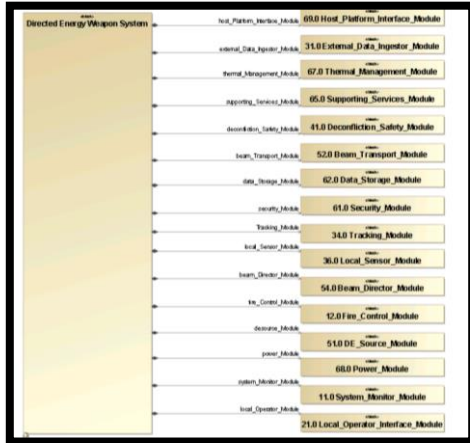 Directed Energy Weapon System
host_Platform_Interface_Module
69.0 Host_Platform_Interface_Module
external_Data_Ingestor_Module
31.0 External_Data_Ingestor_Module
thermal_Management_Module
67.0 Thermal_Management_Module
supporting_Services_Module
65.0 Supporting_Services_Module
deconfliction_Safety_Module
41.0 Deconfliction_Safety_Module
beam_Transport_Module
52.0 Beam_Transport_Module
data_Storage_Module
62.0 Data_Storage_Module
security_Module
61.0 Security_Module
Tracking_Module
34.0 Tracking_Module
local_Sensor_Module
36.0 Local_Sensor_Module
beam_Director_Module
54.0 Beam_Director_Module
fire_Control_Module
12.0 Fire_Control_Module
desource_Module
51.0 DE_Source_Module
power_Module
68.0 Power_Module
system_Monitor_Module
11.0 System_Monitor_Module
local_Operator_Module
21.0 Local_Operator_Interface_Module